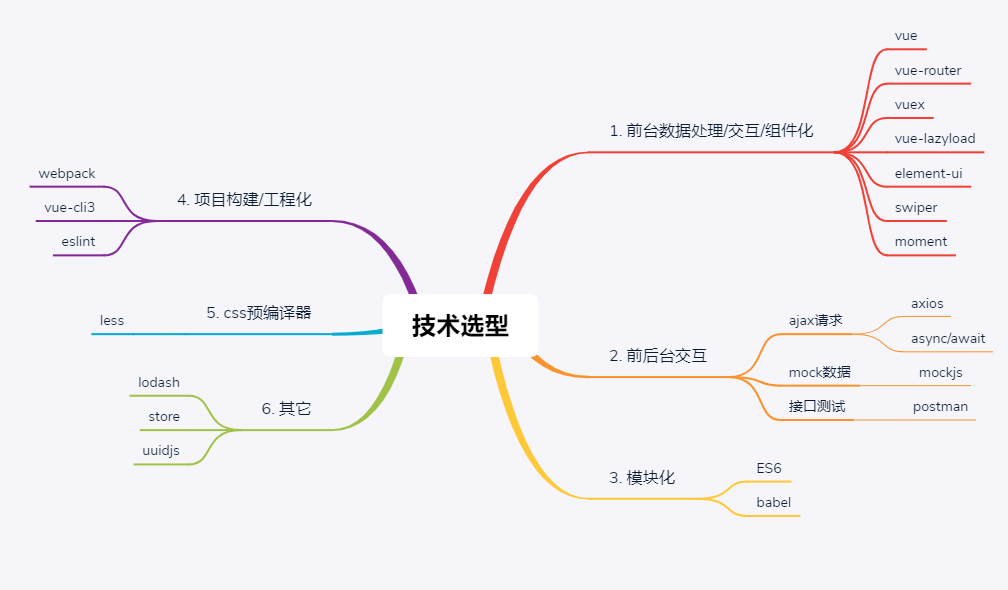 技术选型
1. 前台数据处理/交互/组件化
vue
vue-router
vuex
vue-lazyload
element-ui
swiper
moment
2. 前后台交互
ajax请求
axios
async/await
mock数据
mockjs
接口测试
postman
3. 模块化
ES6
babel
4. 项目构建/工程化
webpack
vue-cli3
eslint
5. css预编译器
less
6. 其它
lodash
store
uuidjs